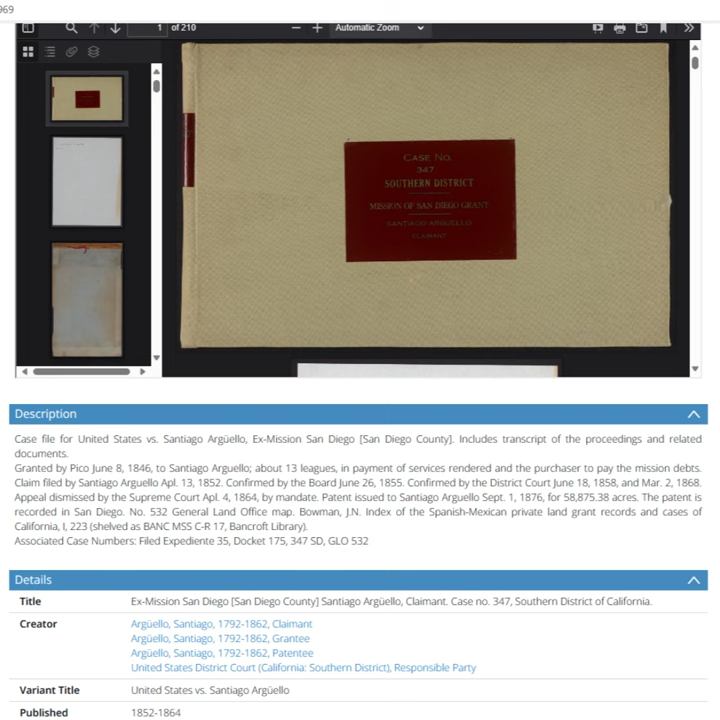 969
1 of 210
Automatic Zoom
CASE NO.
347
SOUTHERN DISTRICT
MISSION OF SAN DIEGO GRANT
SANTIAGO ARGUELLO
CLAIMANT
Description
Case file for United States vs. Santiago Argüello, Ex-Mission San Diego [San Diego County]. Includes transcript of the proceedings and related
documents.
Granted by Pico June 8, 1846, to Santiago Arguello; about 13 leagues, in payment of services rendered and the purchaser to pay the mission debts.
Claim filed by Santiago Arguello Apl. 13, 1852. Confirmed by the Board June 26, 1855. Confirmed by the District Court June 18, 1858, and Mar. 2, 1868.
Appeal dismissed by the Supreme Court Apl. 4, 1864, by mandate. Patent issued to Santiago Arguello Sept. 1, 1876, for 58,875.38 acres. The patent is
recorded in San Diego. No. 532 General Land Office map. Bowman, J.N. Index of the Spanish-Mexican private land grant records and cases of
California, I, 223 (shelved as BANC MSS C-R 17, Bancroft Library).
Associated Case Numbers: Filed Expediente 35, Docket 175, 347 SD, GLO 532
Details
Title Ex-Mission San Diego [San Diego County] Santiago Argüello, Claimant. Case no. 347, Southern District of California.
Creator Argüello, Santiago, 1792-1862, Claimant
Argüello, Santiago, 1792-1862, Grantee
Argüello, Santiago, 1792-1862, Patentee
United States District Court (California: Southern District), Responsible Party
Variant Title United States vs. Santiago Argüello
Published 1852-1864